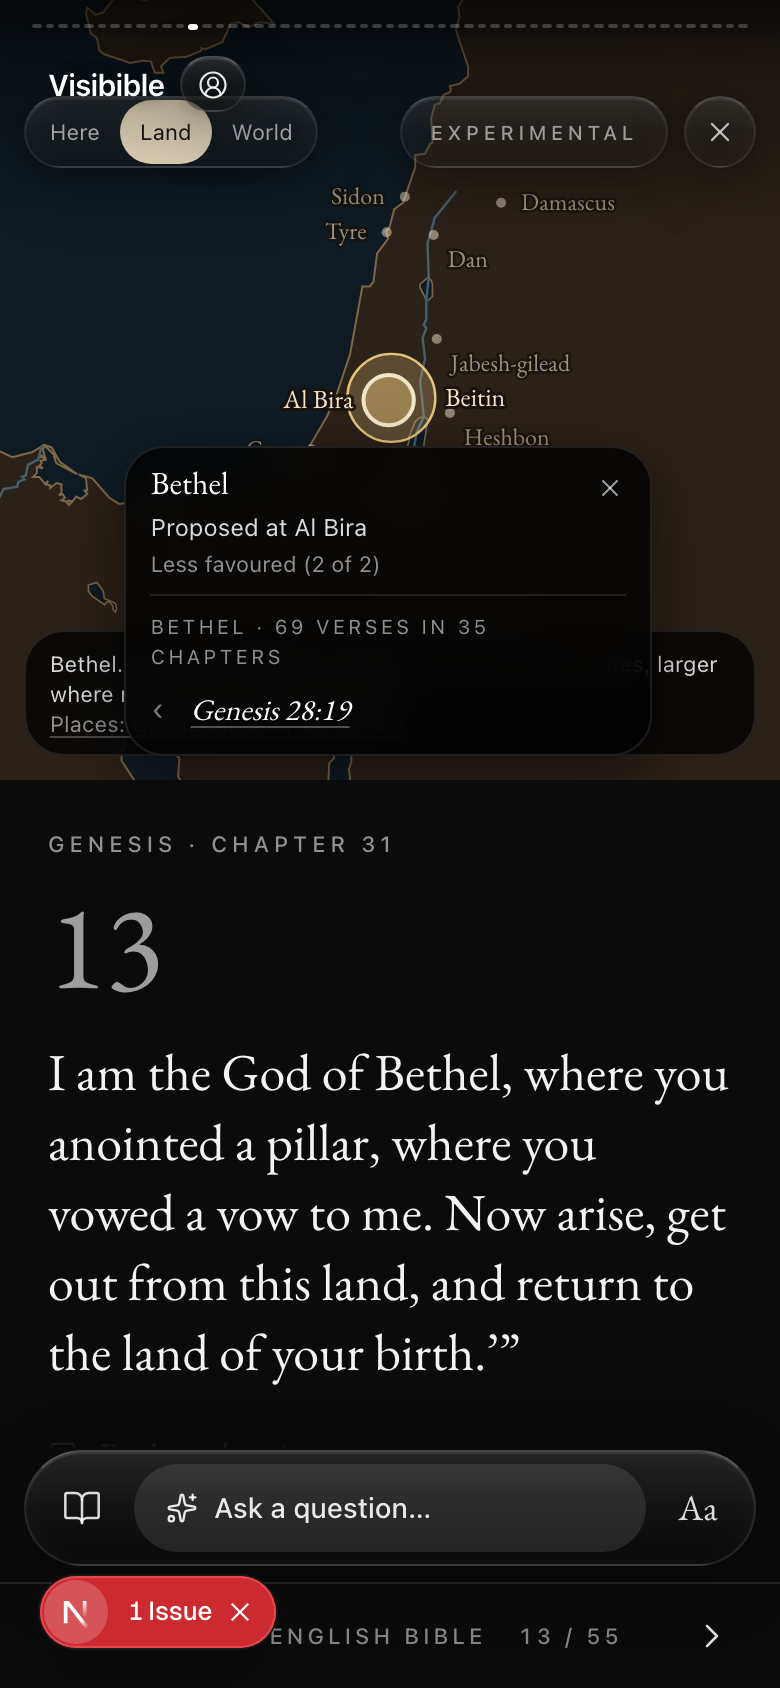 Visibible
Here Land World EXPERIMENTAL
Sidon
Damascus
Tyre
Dan
Jabesh-gilead
Al Bira
Beitin
Heshbon
Bethel
Proposed at Al Bira
Less favoured (2 of 2)
BETHEL · 69 VERSES IN 35
CHAPTERS
Genesis 28:19
Bethel.
larger
where
Places:
GENESIS · CHAPTER 31
13
I am the God of Bethel, where you
anointed a pillar, where you
vowed a vow to me. Now arise, get
out from this land, and return to
the land of your birth.’”
Ask a question...
Aa
N 1 Issue
ENGLISH BIBLE 13 / 55